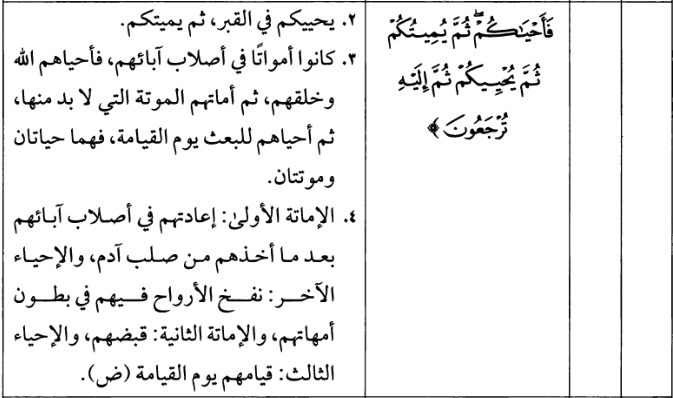 فَأَحْيَٰكُمْ ۖ ثُمَّ يُمِيتُكُمْ
ثُمَّ يُحْيِيكُمْ ثُمَّ إِلَيْهِ
تُرْجَعُونَ ﴾
٢. يحييكم في القبر، ثم يميتكم.
٣. كانوا أمواتًا في أصلاب آبائهم، فأحياهم الله
وخلقهم، ثم أماتهم الموتة التي لا بد منها،
ثم أحياهم للبعث يوم القيامة، فهما حياتان
وموتتان.
٤. الإماتة الأولىٰ: إعادتهم في أصلاب آبائهم
بعد ما أخذهم من صلب آدم، والإحياء
الآخر: نفخ الأرواح فيهم في بطون
أمهاتهم، والإماتة الثانية: قبضهم، والإحياء
الثالث: قيامهم يوم القيامة (ض).